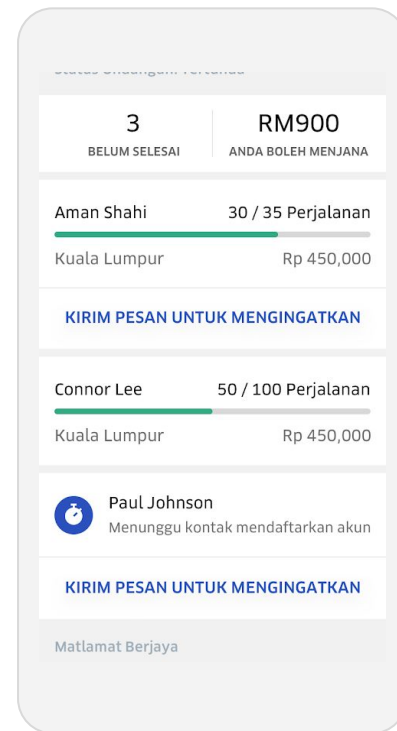 3
BELUM SELESAI
RM900
ANDA BOLEH MENJANA
Aman Shahi 30 / 35 Perjalanan
Kuala Lumpur Rp 450,000
KIRIM PESAN UNTUK MENGINGATKAN
Connor Lee 50 / 100 Perjalanan
Kuala Lumpur Rp 450,000
Paul Johnson
Menunggu kontak mendaftarkan akun
KIRIM PESAN UNTUK MENGINGATKAN
Matlamat Berjaya